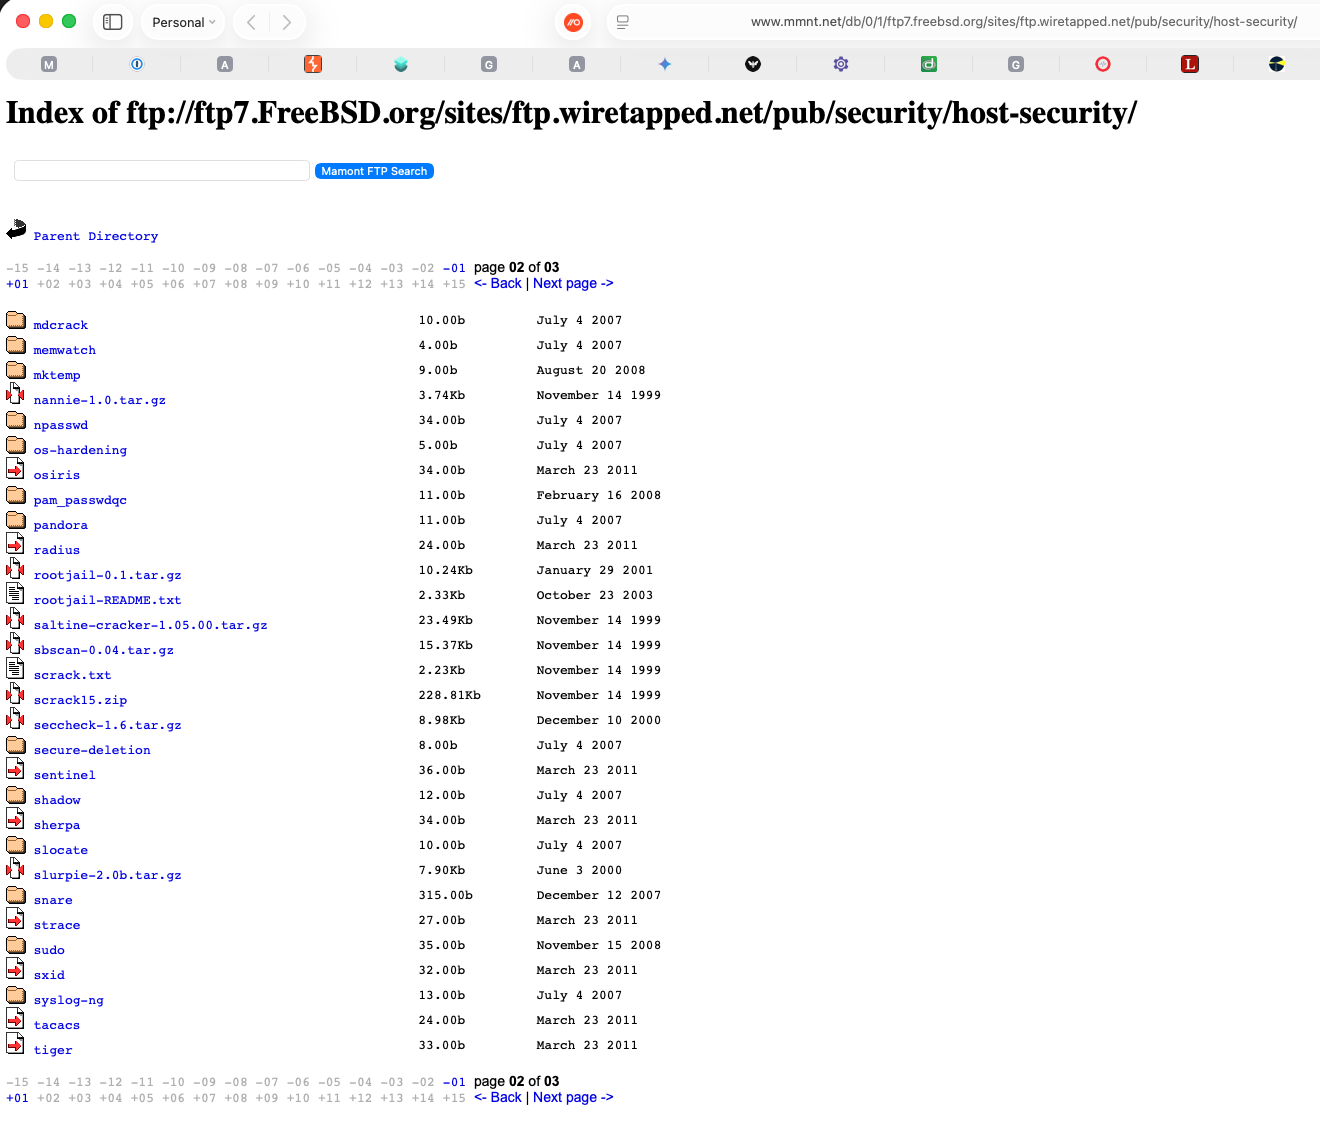 Personal
www.mmnt.net/db/0/1/ftp7.freebsd.org/sites/ftp.wiretapped.net/pub/security/host-security/
M A G A G L
Index of ftp://ftp7.FreeBSD.org/sites/ftp.wiretapped.net/pub/security/host-security/
Mamont FTP Search
Parent Directory
-15 -14 -13 -12 -11 -10 -09 -08 -07 -06 -05 -04 -03 -02 -01 page 02 of 03
+01 +02 +03 +04 +05 +06 +07 +08 +09 +10 +11 +12 +13 +14 +15 <- Back | Next page ->
mdcrack 10.00b July 4 2007
memwatch 4.00b July 4 2007
mktemp 9.00b August 20 2008
nannie-1.0.tar.gz 3.74Kb November 14 1999
npasswd 34.00b July 4 2007
os-hardening 5.00b July 4 2007
osiris 34.00b March 23 2011
pam_passwdqc 11.00b February 16 2008
pandora 11.00b July 4 2007
radius 24.00b March 23 2011
rootjail-0.1.tar.gz 10.24Kb January 29 2001
rootjail-README.txt 2.33Kb October 23 2003
saltine-cracker-1.05.00.tar.gz 23.49Kb November 14 1999
sbscan-0.04.tar.gz 15.37Kb November 14 1999
scrack.txt 2.23Kb November 14 1999
scrack15.zip 228.81Kb November 14 1999
seccheck-1.6.tar.gz 8.98Kb December 10 2000
secure-deletion 8.00b July 4 2007
sentinel 36.00b March 23 2011
shadow 12.00b July 4 2007
sherpa 34.00b March 23 2011
slocate 10.00b July 4 2007
slurpie-2.0b.tar.gz 7.90Kb June 3 2000
snare 315.00b December 12 2007
strace 27.00b March 23 2011
sudo 35.00b November 15 2008
sxid 32.00b March 23 2011
syslog-ng 13.00b July 4 2007
tacacs 24.00b March 23 2011
tiger 33.00b March 23 2011
-15 -14 -13 -12 -11 -10 -09 -08 -07 -06 -05 -04 -03 -02 -01 page 02 of 03
+01 +02 +03 +04 +05 +06 +07 +08 +09 +10 +11 +12 +13 +14 +15 <- Back | Next page ->